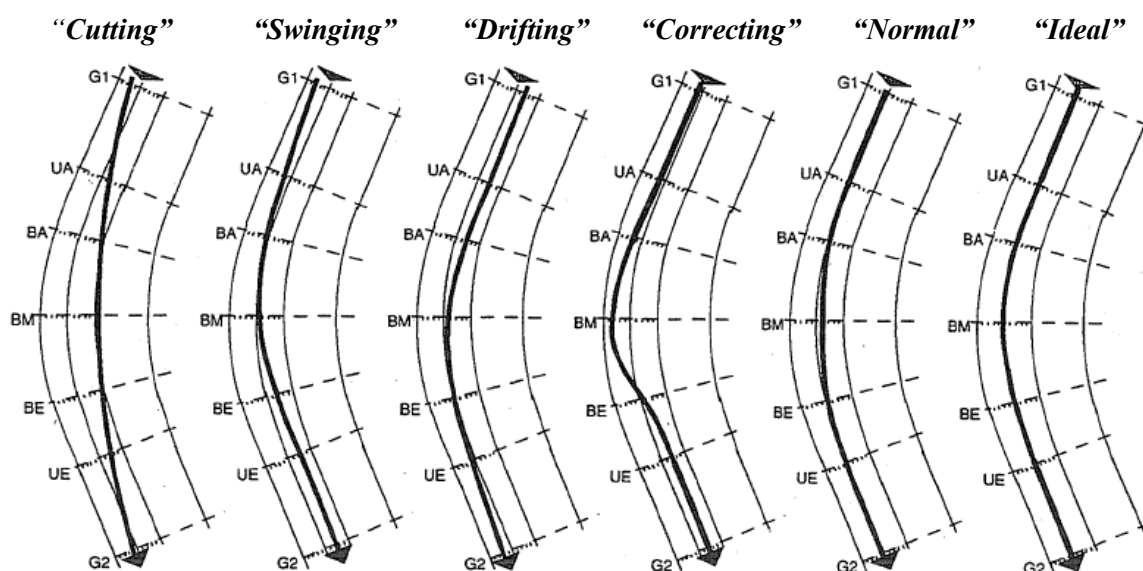 “Cutting” “Swinging” “Drifting” “Correcting” “Normal” “Ideal”
G1 G1 G1 G1 G1 G1
UA UA UA UA UA UA
BA BA BA BA BA BA
BM BM BM BM BM BM
BE BE BE BE BE BE
UE UE UE UE UE UE
G2 G2 G2 G2 G2 G2